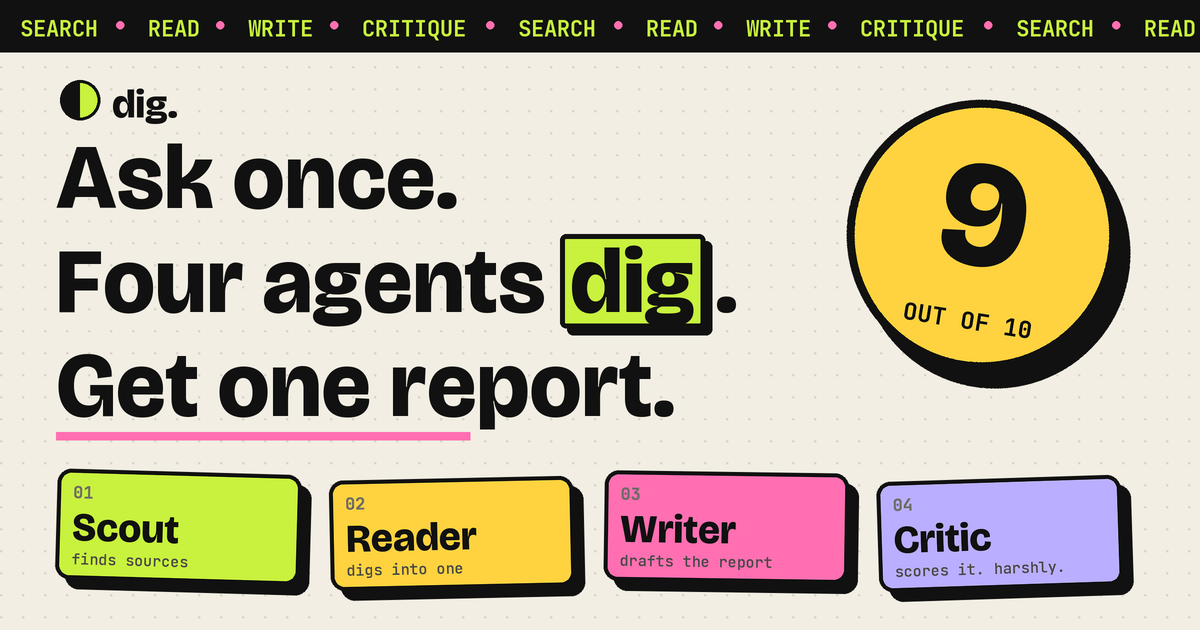 SEARCH • READ • WRITE • CRITIQUE • SEARCH • READ • WRITE • CRITIQUE • SEARCH • READ
dig.
Ask once.
Four agents dig.
Get one report.
9
OUT OF 10
01
Scout
finds sources
02
Reader
digs into one
03
Writer
drafts the report
04
Critic
scores it. harshly.